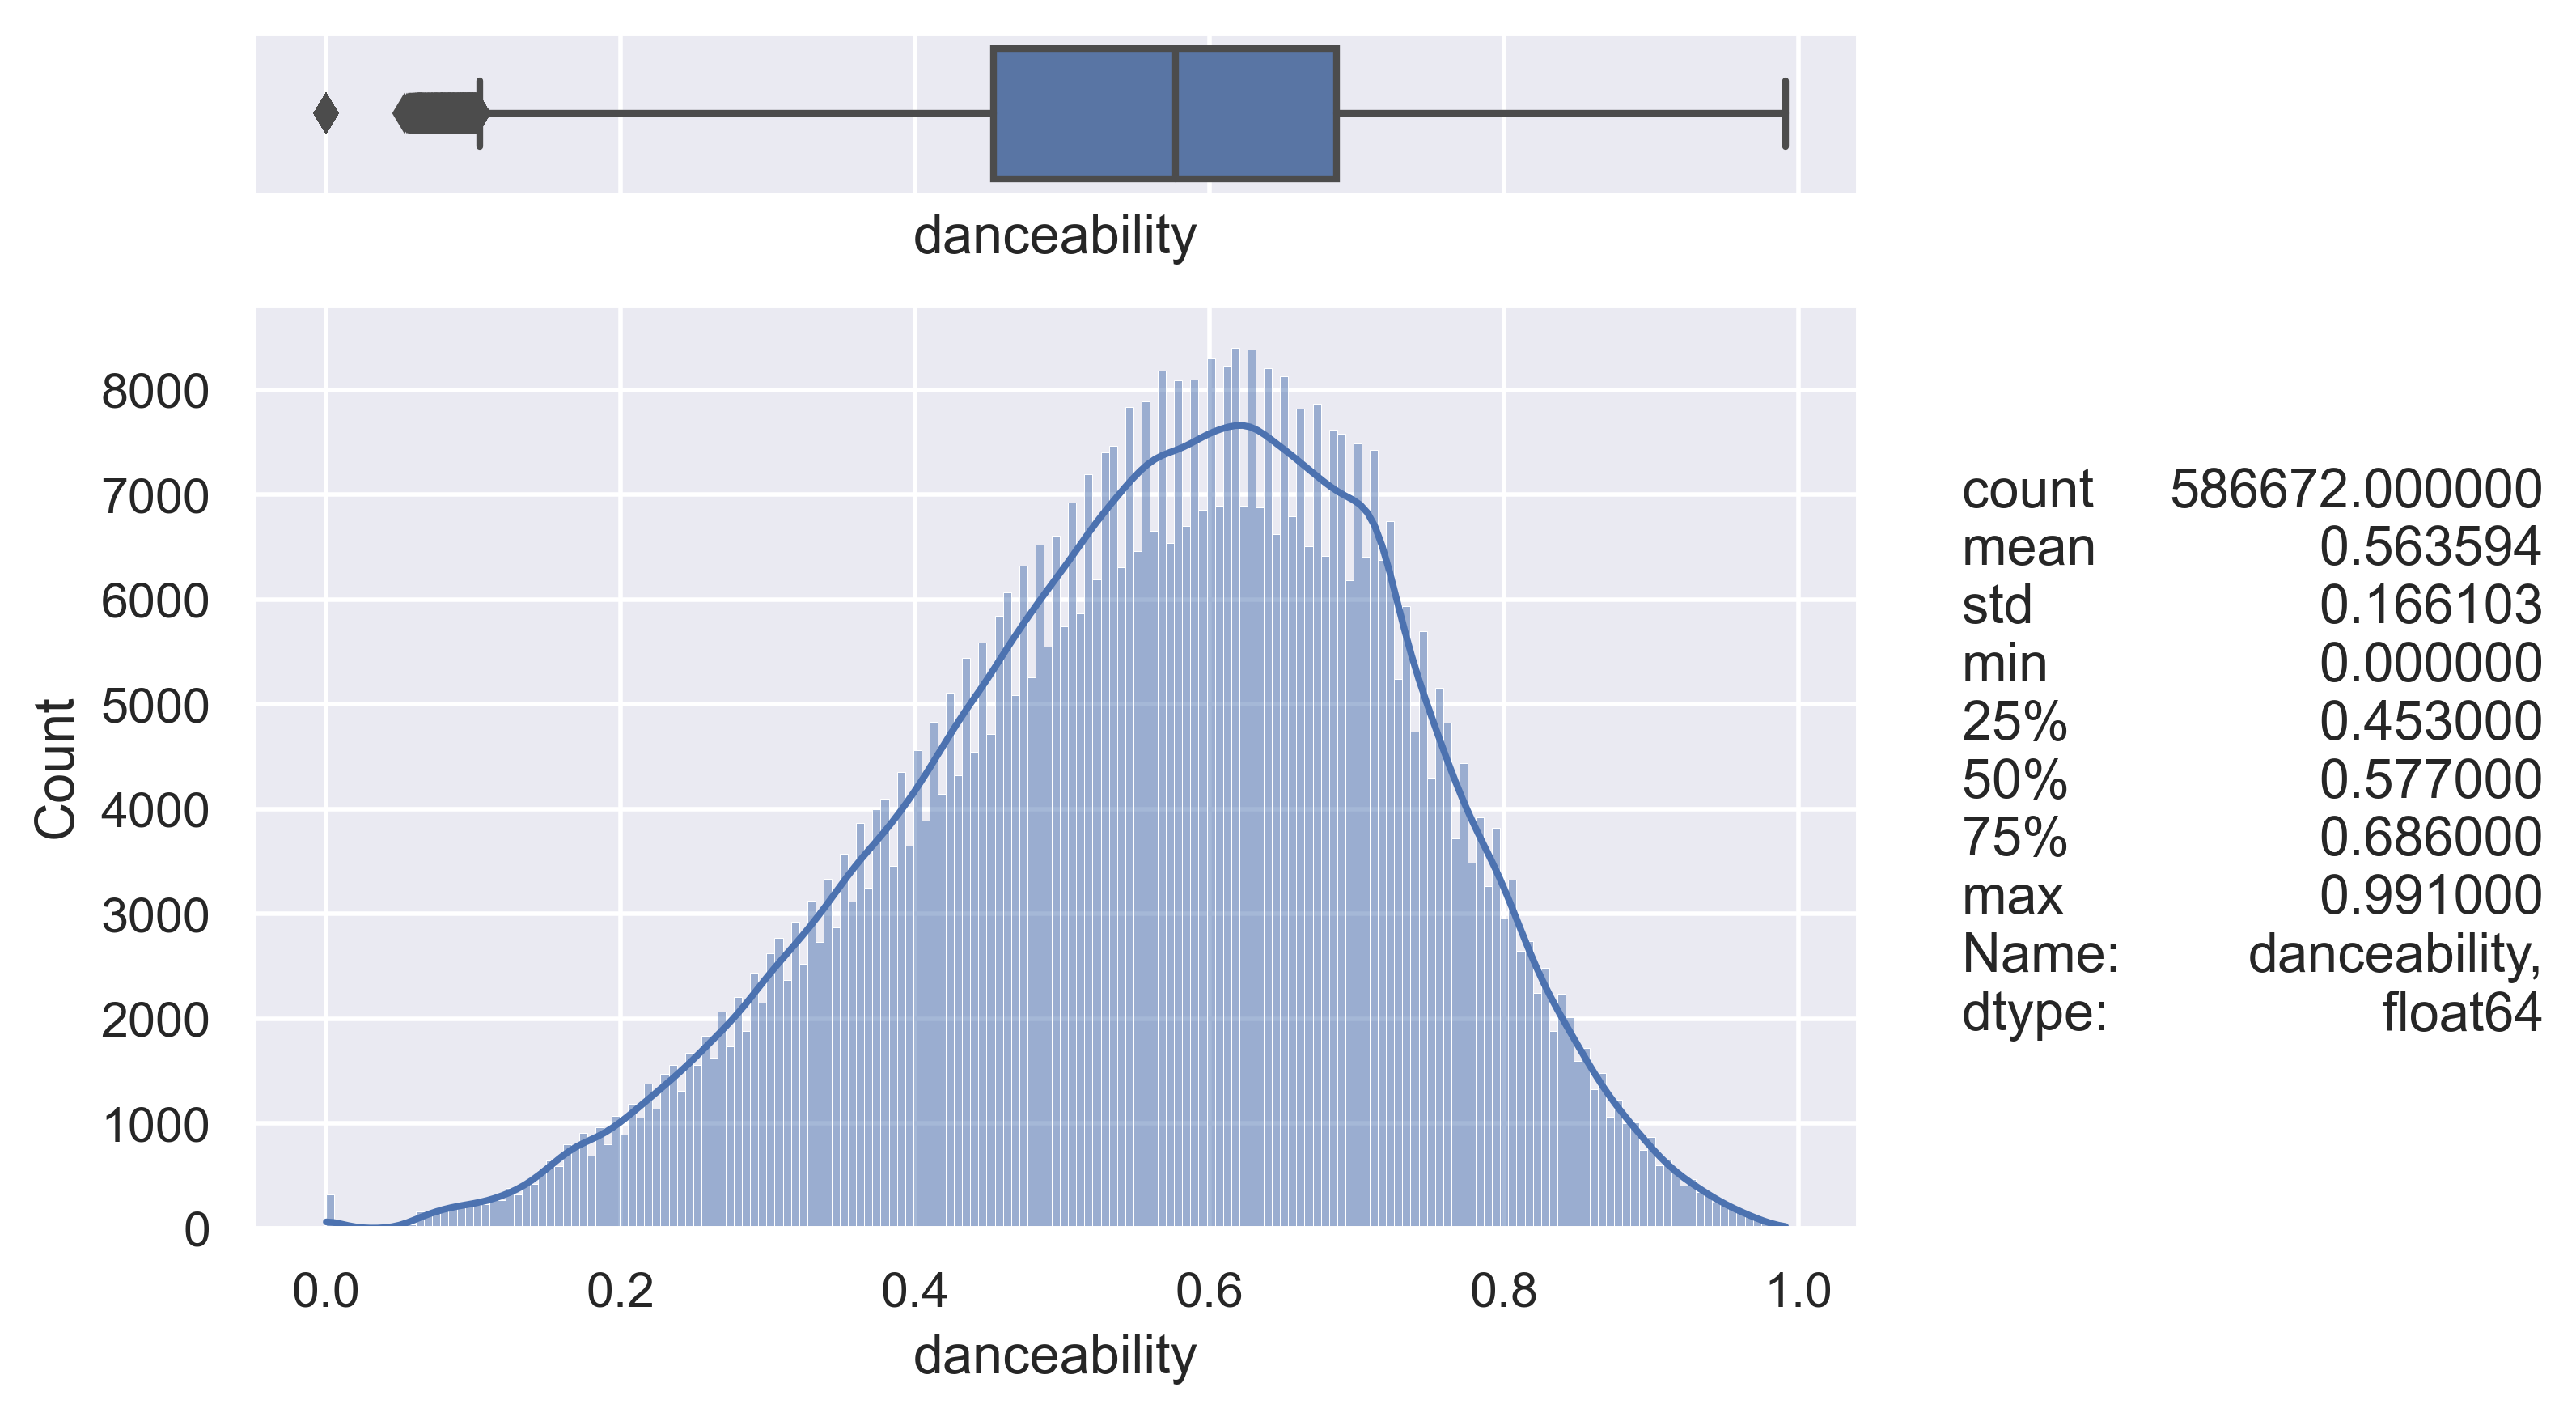 danceability
8000
7000
6000
5000
4000
3000
2000
1000
0
Count
0.0 0.2 0.4 0.6 0.8 1.0
danceability
count 586672.000000
mean 0.563594
std 0.166103
min 0.000000
25% 0.453000
50% 0.577000
75% 0.686000
max 0.991000
Name: danceability,
dtype: float64